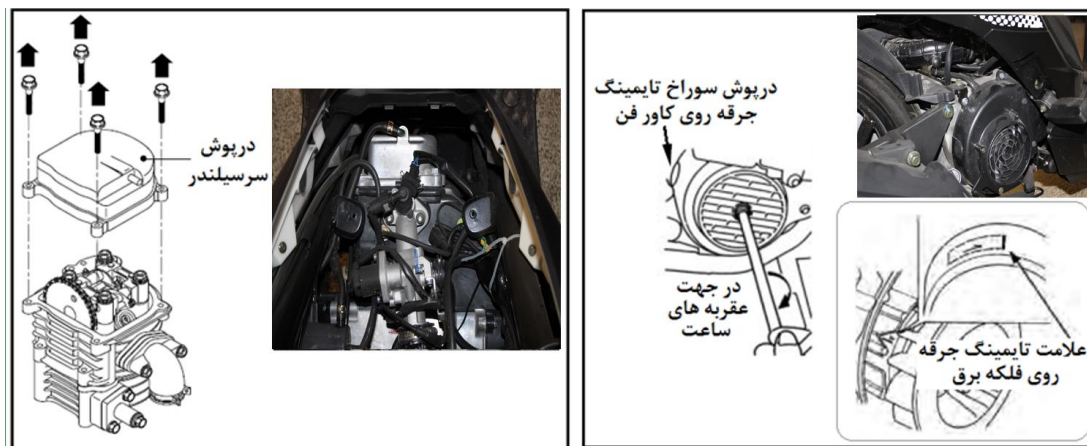 درپوش
سرسیلندر
درپوش سوراخ تایمینگ
جرقه روی کاور فن
در جهت
عقربه های
ساعت
علامت تایمینگ جرقه
روی فلکه برق